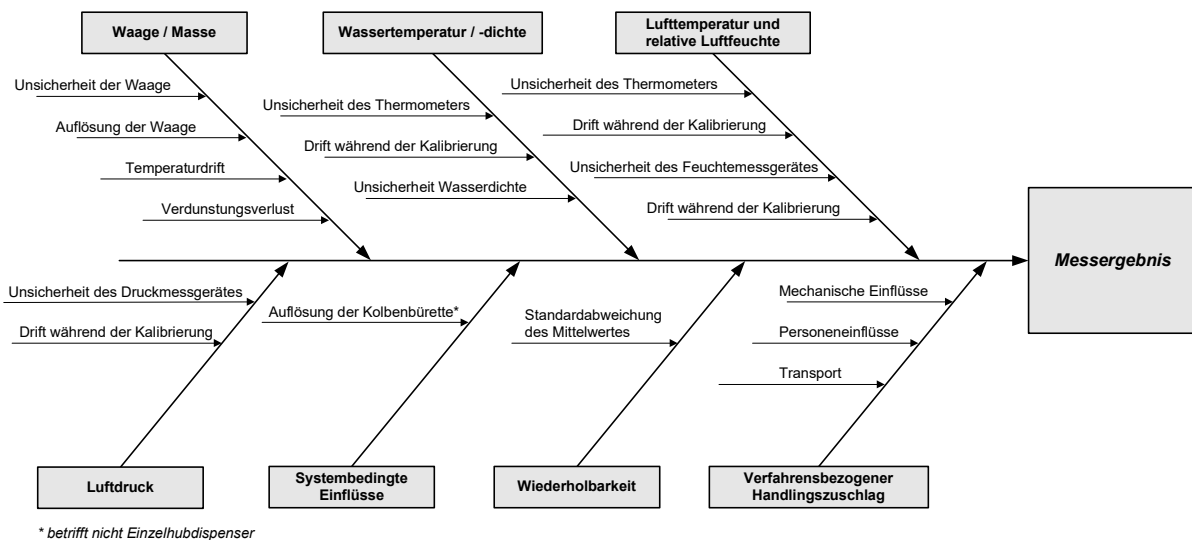 Waage / Masse
Wassertemperatur / -dichte
Lufttemperatur und
relative Luftfeuchte
Unsicherheit der Waage
Auflösung der Waage
Temperaturdrift
Verdunstungsverlust
Unsicherheit des Thermometers
Drift während der Kalibrierung
Unsicherheit Wasserdichte
Unsicherheit des Thermometers
Drift während der Kalibrierung
Unsicherheit des Feuchtemessgerätes
Drift während der Kalibrierung
Messergebnis
Unsicherheit des Druckmessgerätes
Drift während der Kalibrierung
Auflösung der Kolbenbürette*
Standardabweichung
des Mittelwertes
Mechanische Einflüsse
Personeneinflüsse
Transport
Luftdruck
Systembedingte
Einflüsse
Wiederholbarkeit
Verfahrensbezogener
Handlingszuschlag
* betrifft nicht Einzelhubdispenser